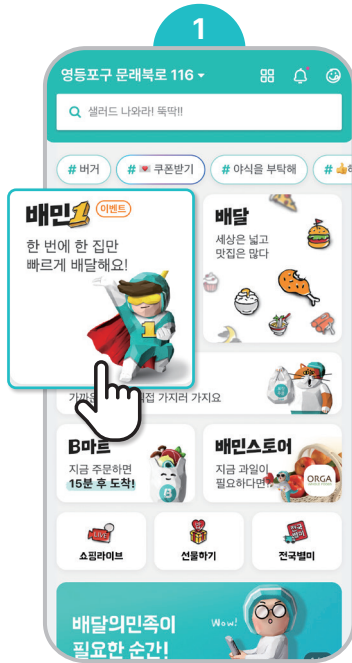 1
영등포구 문래북로 116
샐러드 나와라! 뚝딱!!
# 버거
# 쿠폰받기
# 야식을 부탁해
#
배민1 이벤트
한 번에 한 집만
빠르게 배달해요!
1
배달
세상은 넓고
맛집은 많다
가지러 가지요
B마트
지금 주문하면
15분 후 도착!
B
배민스토어
지금 과일이
필요하다면?
ORGA
LIVE
쇼핑라이브
선물하기
전국별미
전국별미
배달의민족이
필요한 순간!
Wow!